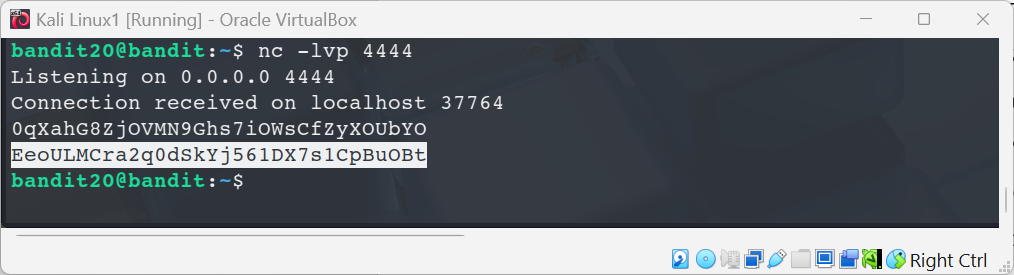 Kali Linux1 [Running] - Oracle VirtualBox
bandit20@bandit:~$ nc -lvp 4444
Listening on 0.0.0.0 4444
Connection received on localhost 37764
0qXahG8ZjOVMN9Ghs7iOWsCfZyXOUbYO
EeoULMCra2q0dSkYj561DX7s1CpBuOBt
bandit20@bandit:~$
Right Ctrl